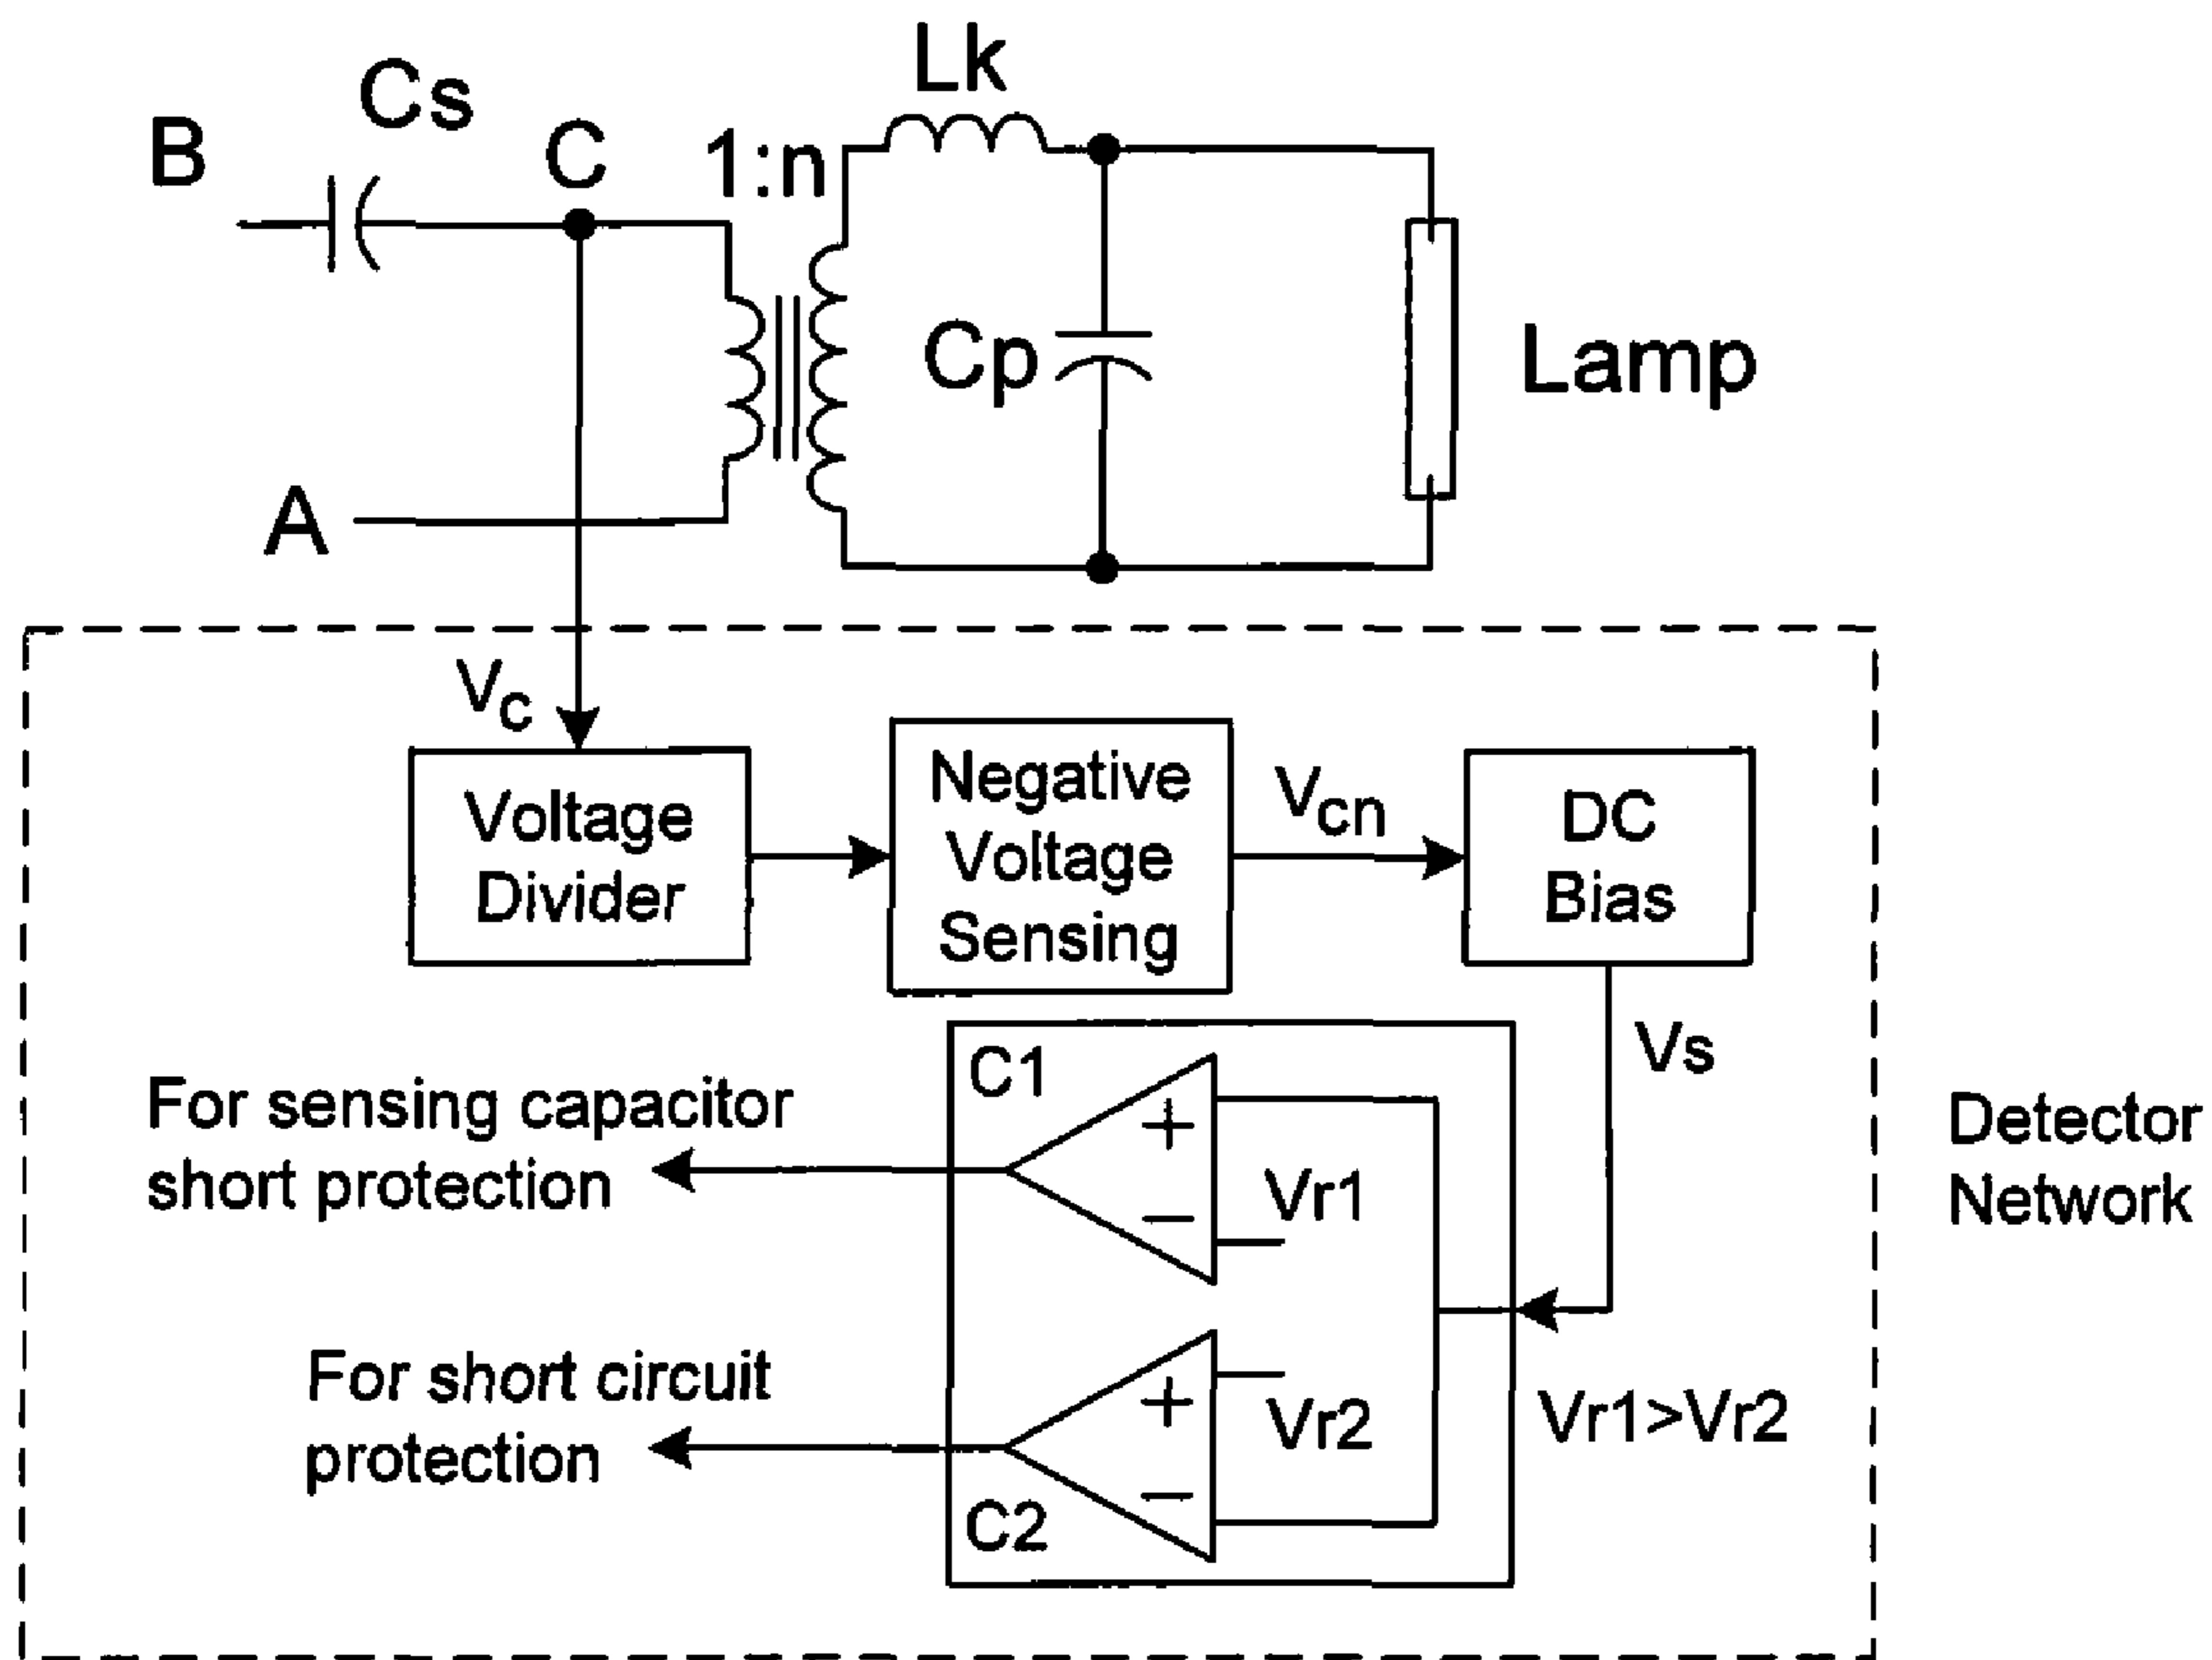 Lk
Cs
B
C
1:n
Cp
Lamp
A
Vc
Voltage
Divider
Negative
Voltage
Sensing
Vcn
DC
Bias
Vs
C1
+
−
Vr1
For sensing capacitor
short protection
Detector
Network
For short circuit
protection
+
−
Vr2
Vr1>Vr2
C2